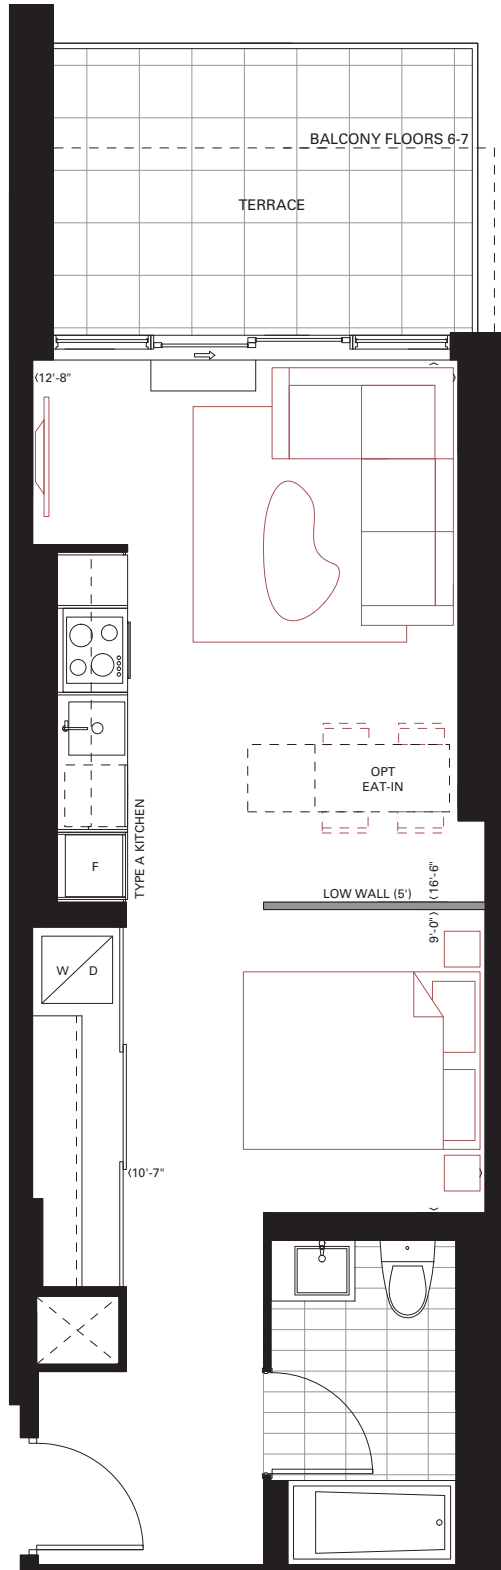 BALCONY FLOORS 6-7
TERRACE
12'-8"
OPT
EAT-IN
TYPE A KITCHEN
F
LOW WALL (5')
16'-6"
9'-0"
W D
10'-7"